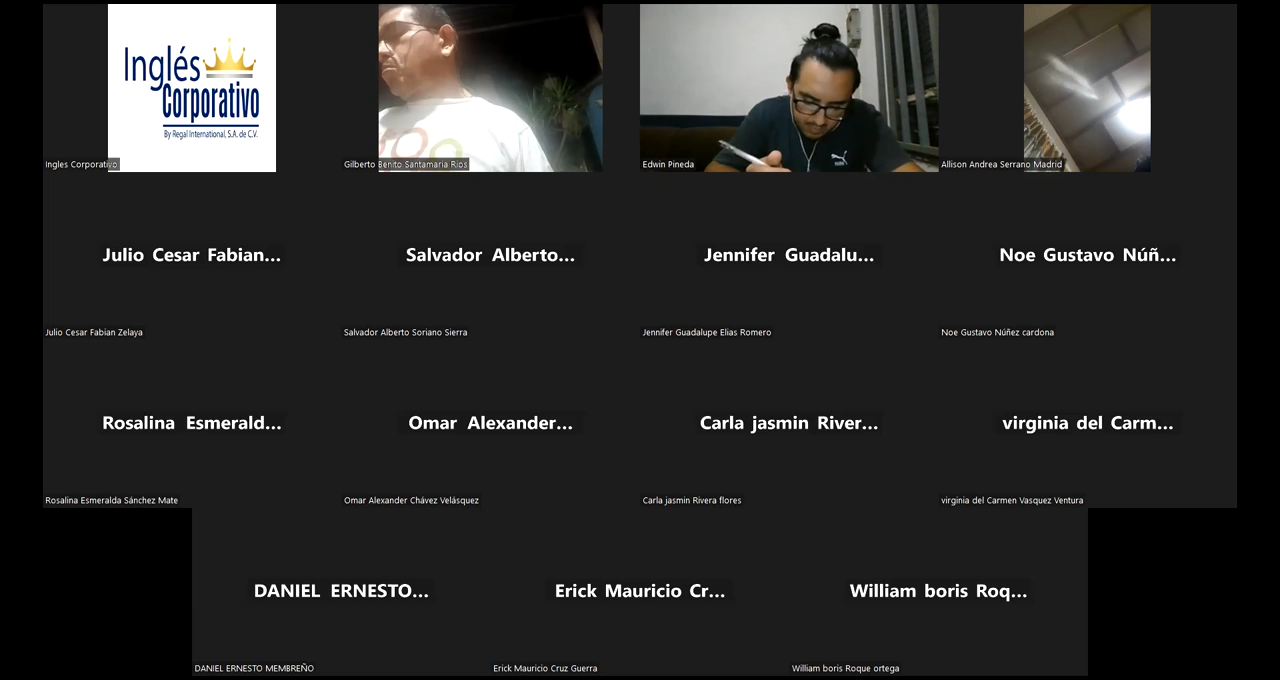 Inglés
Corporativo
By Regal International, S.A. de C.V.
Ingles Corporativo
Gilberto Benito Santamaria Rios
Edwin Pineda
Allison Andrea Serrano Madrid
Julio Cesar Fabian...
Salvador Alberto...
Jennifer Guadalu...
Noe Gustavo Núñ...
Julio Cesar Fabian Zelaya
Salvador Alberto Soriano Sierra
Jennifer Guadalupe Elias Romero
Noe Gustavo Núñez cardona
Rosalina Esmerald...
Omar Alexander...
Carla jasmin River...
virginia del Carm...
Rosalina Esmeralda Sánchez Mate
Omar Alexander Chávez Velásquez
Carla jasmin Rivera flores
virginia del Carmen Vasquez Ventura
DANIEL ERNESTO...
Erick Mauricio Cr...
William boris Roq...
DANIEL ERNESTO MEMBREÑO
Erick Mauricio Cruz Guerra
William boris Roque ortega